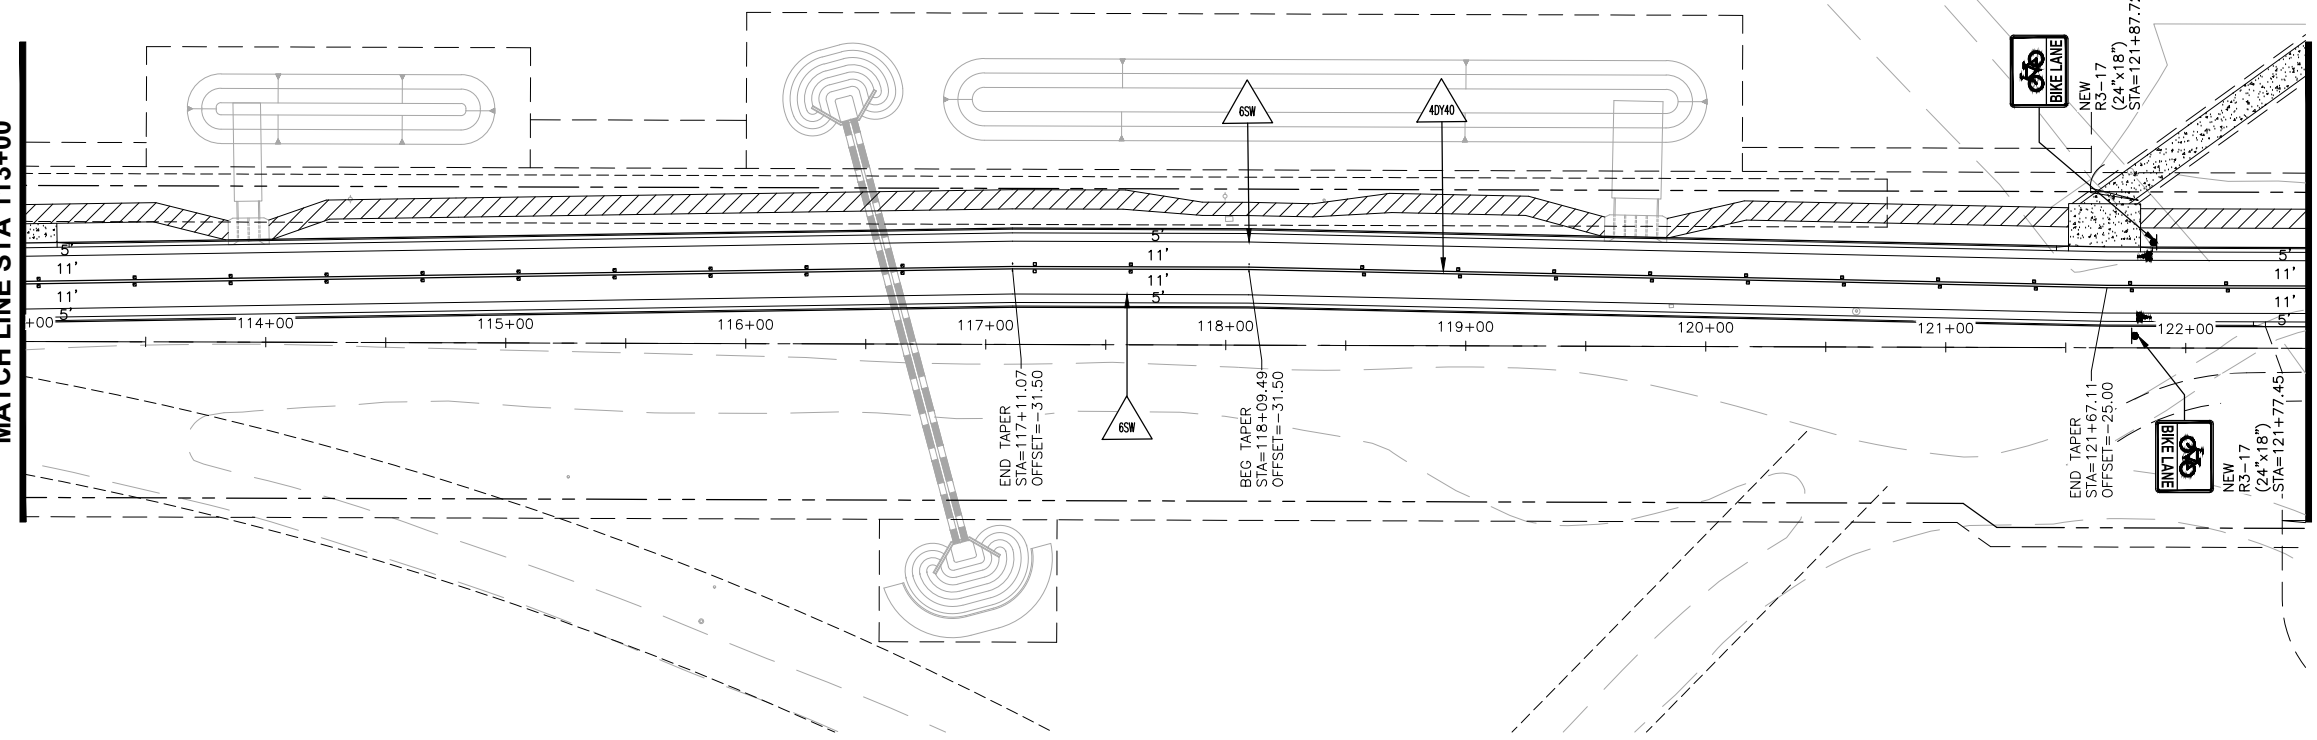 MATCH LINE STA 113+00
6SW
4DY40
BIKE LANE
NEW
R3-17
(24"x18")
5'
11'
11'
5'
5'
11'
11'
5'
5'
11'
11'
5'
+00
114+00
115+00
116+00
117+00
118+00
119+00
120+00
121+00
122+00
6SW
END TAPER
STA=117+11.07
OFFSET=-31.50
BEG TAPER
STA=118+09.49
OFFSET=-31.50
END TAPER
STA=121+67.11
OFFSET=-25.00
BIKE LANE
NEW
R3-17
(24"x18")
STA=121+77.45